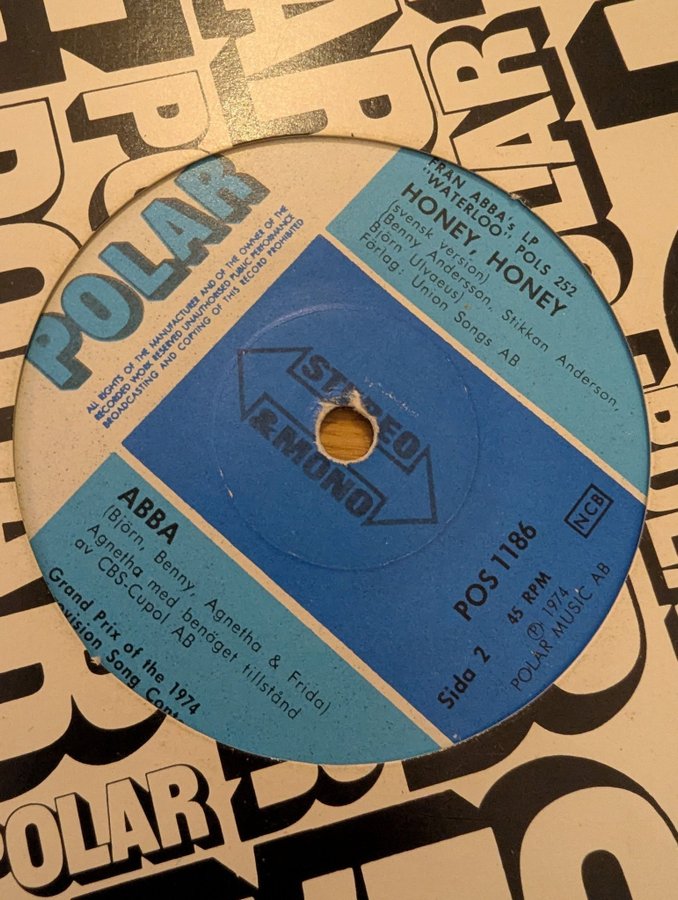 POLAR
ALL RIGHTS OF THE MANUFACTURER AND OF THE OWNER OF THE
RECORDED WORK RESERVED UNAUTHORISED PUBLIC PERFORMANCE
BROADCASTING AND COPYING OF THIS RECORD PROHIBITED
FRÅN ABBA's LP
"WATERLOO", POLS 252
HONEY, HONEY
(svensk version)
Benny Andersson, Stikkan Anderson,
Björn Ulvaeus)
Förlag: Union Songs AB
STEREO
&MONO
ABBA
(Björn, Benny, Agnetha & Frida)
Agnetha med benäget tillstånd
av CBS-Cupol AB
Grand Prix of the 1974
ovision Song Cont
NCB
POS 1186
Sida 2 45 RPM
Ⓟ 1974
POLAR MUSIC AB
POLAR
POLAR